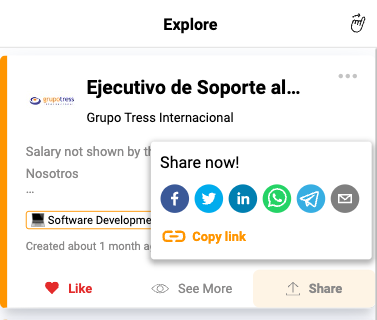 Explore
Ejecutivo de Soporte al...
grupotress
Grupo Tress Internacional
Salary not shown by th
Nosotros
...
Share now!
Copy link
Software Developme
Created about 1 month ag
Like
See More
Share